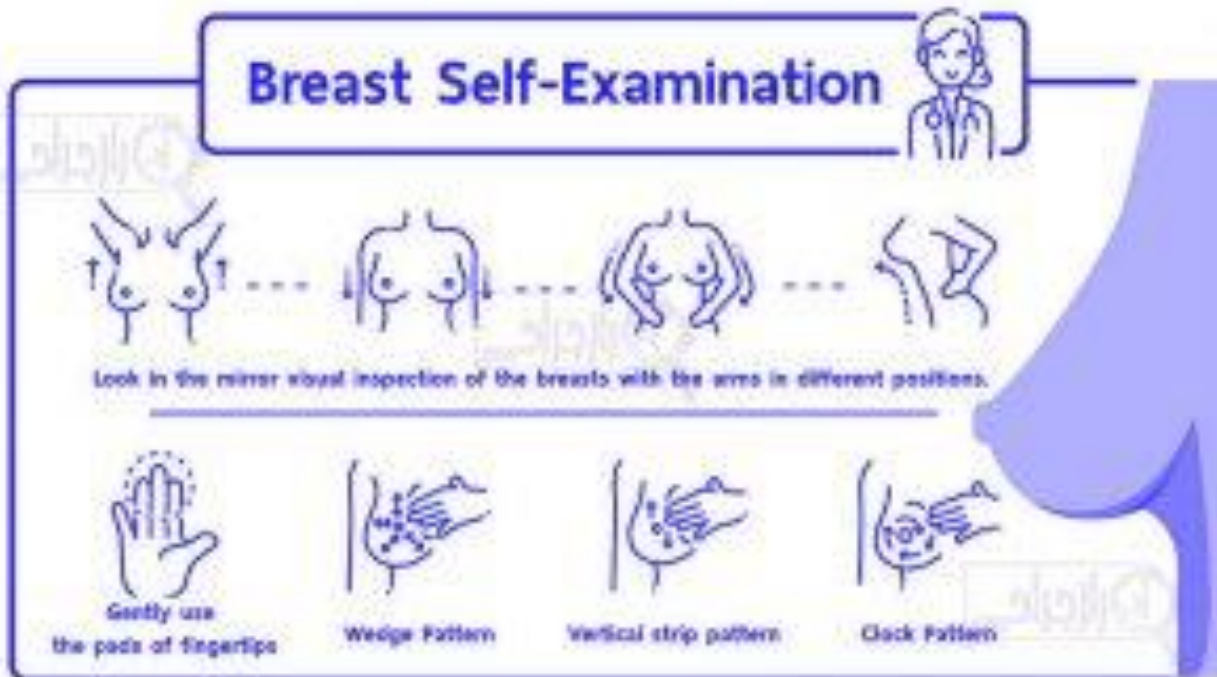 Breast Self-Examination
Look in the mirror visual inspection of the breasts with the arms in different positions.
Gently use
the pads of fingertips
Wedge Pattern
Vertical strip pattern
Clock Pattern